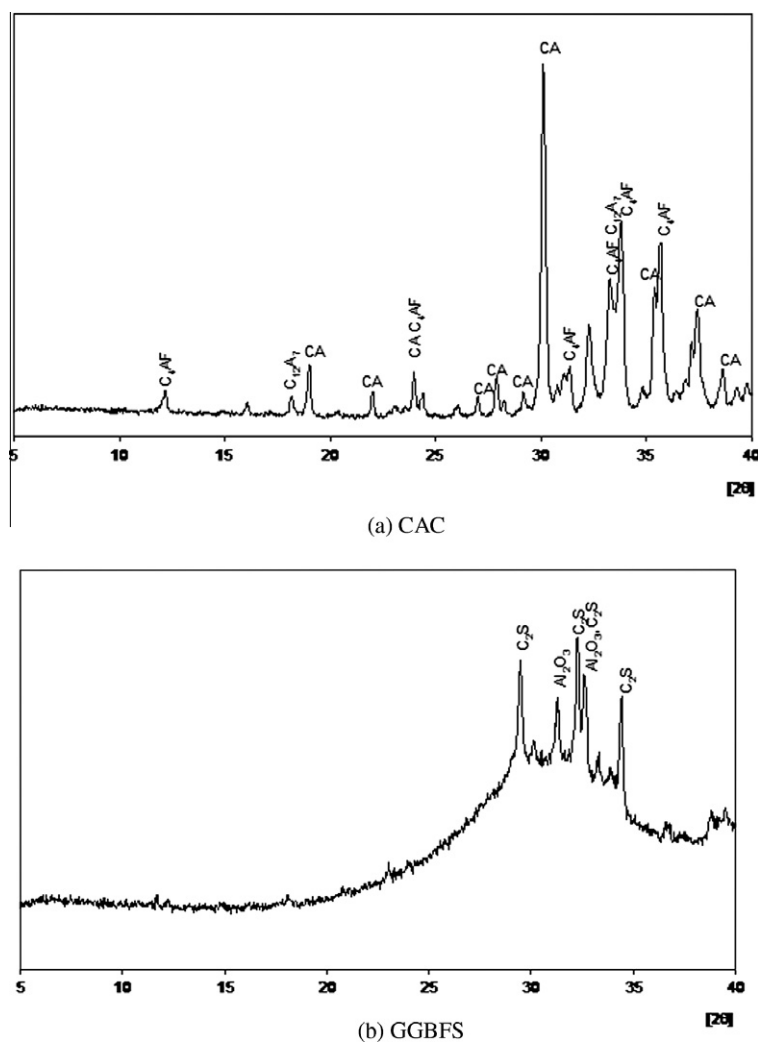 C₄AF
C₁₂A₇
CA
CA
CA C₄AF
CA
CA
CA
CA
C₄AF
C₄AF C₁₂A₇
C₄AF
CA
C₄AF
CA
CA
5 10 15 20 25 30 35 40
[2θ]
(a) CAC
C₂S
Al₂O₃
C₂S
Al₂O₃, C₂S
C₂S
5 10 15 20 25 30 35 40
[2θ]
(b) GGBFS